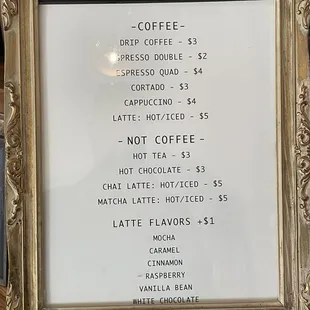 -COFFEE-
DRIP COFFEE - $3
ESPRESSO DOUBLE - $2
ESPRESSO QUAD - $4
CORTADO - $3
CAPPUCCINO - $4
LATTE: HOT/ICED - $5
- NOT COFFEE -
HOT TEA - $3
HOT CHOCOLATE - $3
CHAI LATTE: HOT/ICED - $5
MATCHA LATTE: HOT/ICED - $5
LATTE FLAVORS +$1
MOCHA
CARAMEL
CINNAMON
RASPBERRY
VANILLA BEAN
WHITE CHOCOLATE